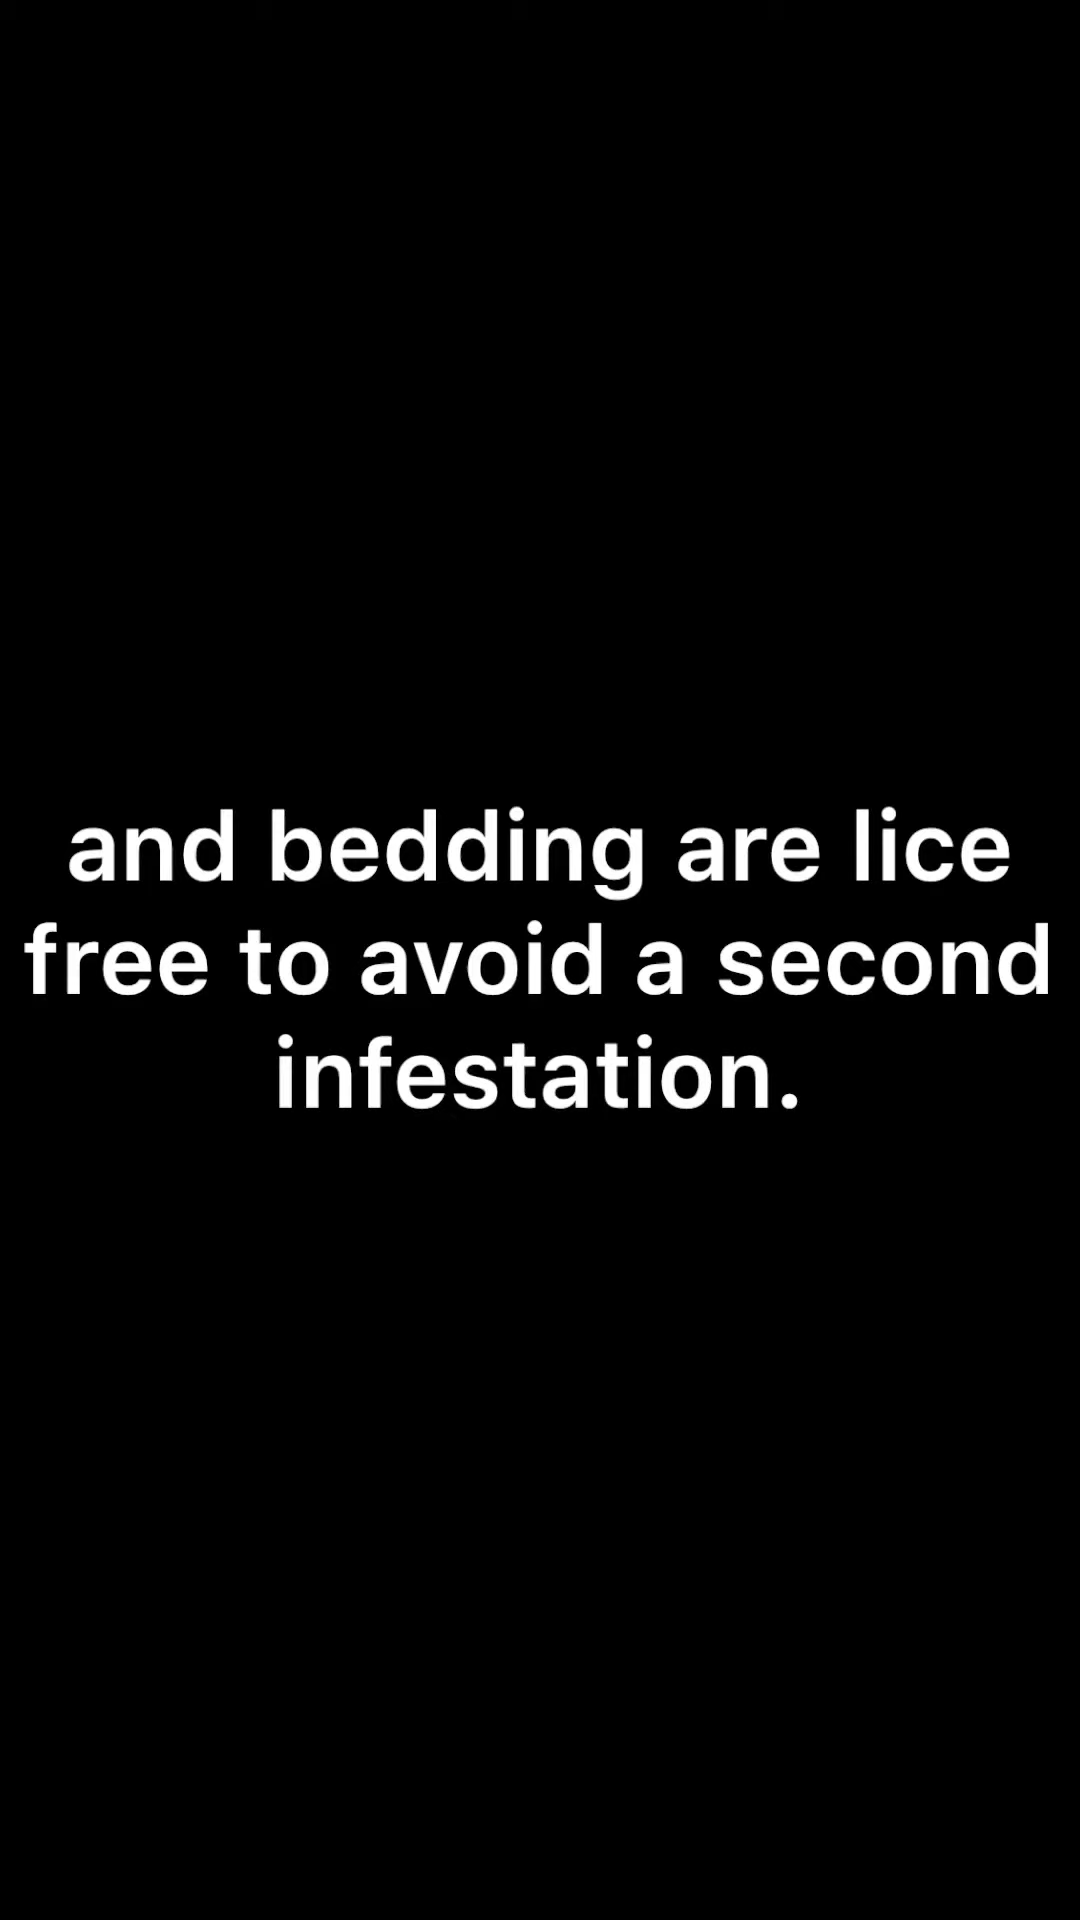 and bedding are lice
free to avoid a second
infestation.